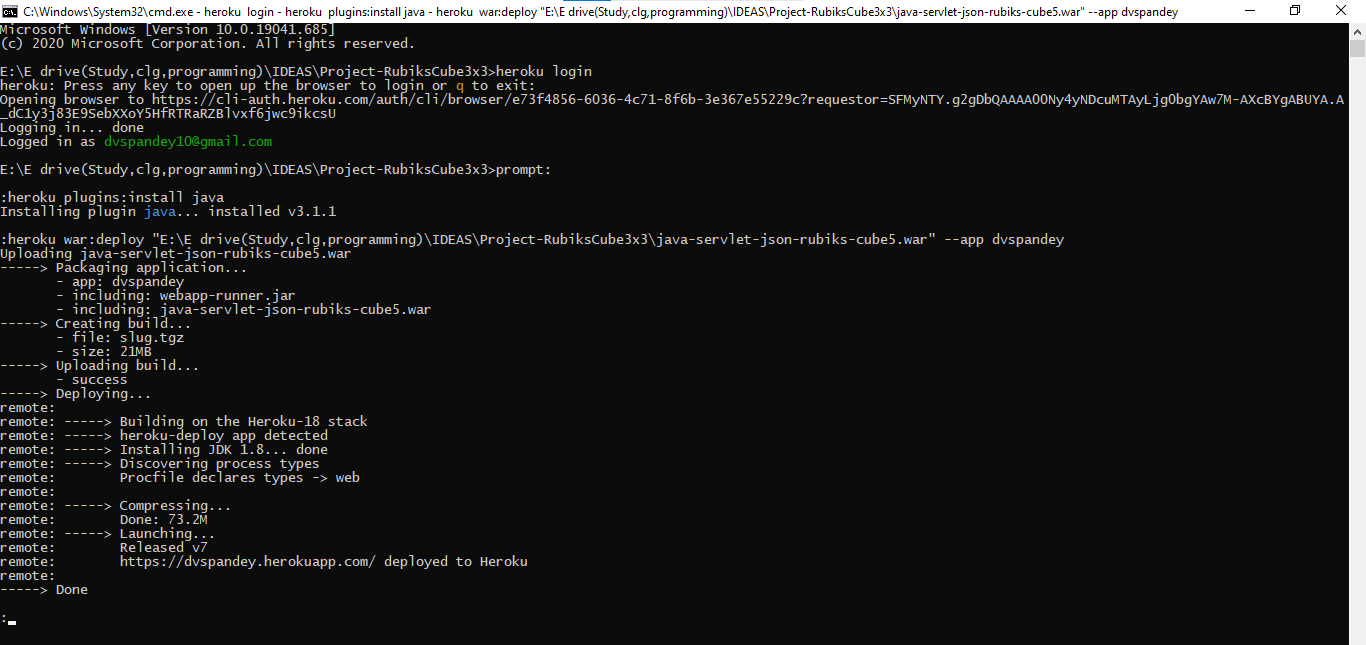 C:\Windows\System32\cmd.exe - heroku login - heroku plugins:install java - heroku war:deploy "E:\E drive(Study,clg,programming)\IDEAS\Project-RubiksCube3x3\java-servlet-json-rubiks-cube5.war" --app dvspandey
Microsoft Windows [Version 10.0.19041.685]
(c) 2020 Microsoft Corporation. All rights reserved.
E:\E drive(Study,clg,programming)\IDEAS\Project-RubiksCube3x3>heroku login
heroku: Press any key to open up the browser to login or q to exit:
Opening browser to https://cli-auth.heroku.com/auth/cli/browser/e73f4856-6036-4c71-8f6b-3e367e55229c?requestor=SFMyNTY.g2gDbQAAAA0ONy4yNDcuMTAyLjg0bgYAw7M-AXcBYgABUYA.A
_dC1y3j83E9SebXXoY5HfRTRaRZBlvxf6jwc9ikcsU
Logging in... done
Logged in as dvspandey10@gmail.com
E:\E drive(Study,clg,programming)\IDEAS\Project-RubiksCube3x3>prompt:
:heroku plugins:install java
Installing plugin java... installed v3.1.1
:heroku war:deploy "E:\E drive(Study,clg,programming)\IDEAS\Project-RubiksCube3x3\java-servlet-json-rubiks-cube5.war" --app dvspandey
Uploading java-servlet-json-rubiks-cube5.war
-----> Packaging application...
- app: dvspandey
- including: webapp-runner.jar
- including: java-servlet-json-rubiks-cube5.war
-----> Creating build...
- file: slug.tgz
- size: 21MB
-----> Uploading build...
- success
-----> Deploying...
remote:
remote: -----> Building on the Heroku-18 stack
remote: -----> heroku-deploy app detected
remote: -----> Installing JDK 1.8... done
remote: -----> Discovering process types
remote: Procfile declares types -> web
remote:
remote: -----> Compressing...
remote: Done: 73.2M
remote: -----> Launching...
remote: Released v7
remote: https://dvspandey.herokuapp.com/ deployed to Heroku
remote:
-----> Done
: